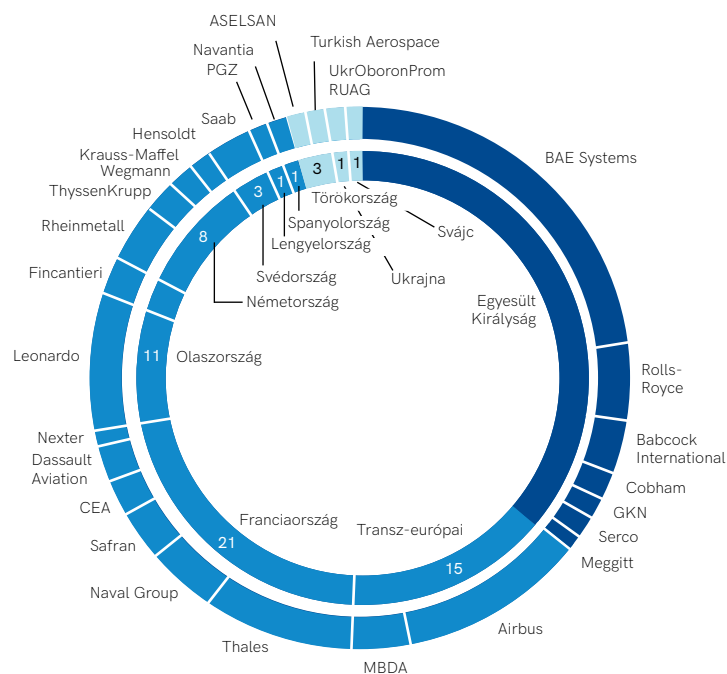 ASELSAN
Turkish Aerospace
Navantia
PGZ
UkrOboronProm
RUAG
Saab
Hensoldt
Krauss-Maffel
Wegmann
ThyssenKrupp
Rheinmetall
Fincantieri
Leonardo
Nexter
Dassault
Aviation
CEA
Safran
Naval Group
Thales
MBDA
Airbus
Meggitt
Serco
GKN
Cobham
Babcock
International
Rolls-
Royce
BAE Systems
3
1
1
3
1
1
8
11
21
15
Törökország
Spanyolország
Lengyelország
Svédország
Németország
Svájc
Ukrajna
Egyesült
Királyság
Olaszország
Franciaország
Transz-európai